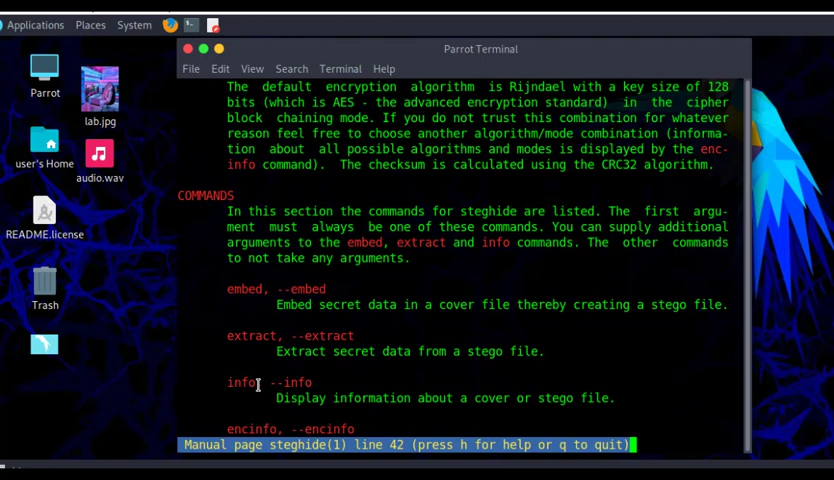 Applications Places System
Parrot Terminal
File Edit View Search Terminal Help
Parrot
lab.jpg
user's Home
audio.wav
README.license
Trash
The default encryption algorithm is Rijndael with a key size of 128
bits (which is AES - the advanced encryption standard) in the cipher
block chaining mode. If you do not trust this combination for whatever
reason feel free to choose another algorithm/mode combination (informa-
tion about all possible algorithms and modes is displayed by the enc-
info command). The checksum is calculated using the CRC32 algorithm.
COMMANDS
In this section the commands for steghide are listed. The first argu-
ment must always be one of these commands. You can supply additional
arguments to the embed, extract and info commands. The other commands
to not take any arguments.
embed, --embed
Embed secret data in a cover file thereby creating a stego file.
extract, --extract
Extract secret data from a stego file.
info, --info
Display information about a cover or stego file.
encinfo, --encinfo
Manual page steghide(1) line 42 (press h for help or q to quit)